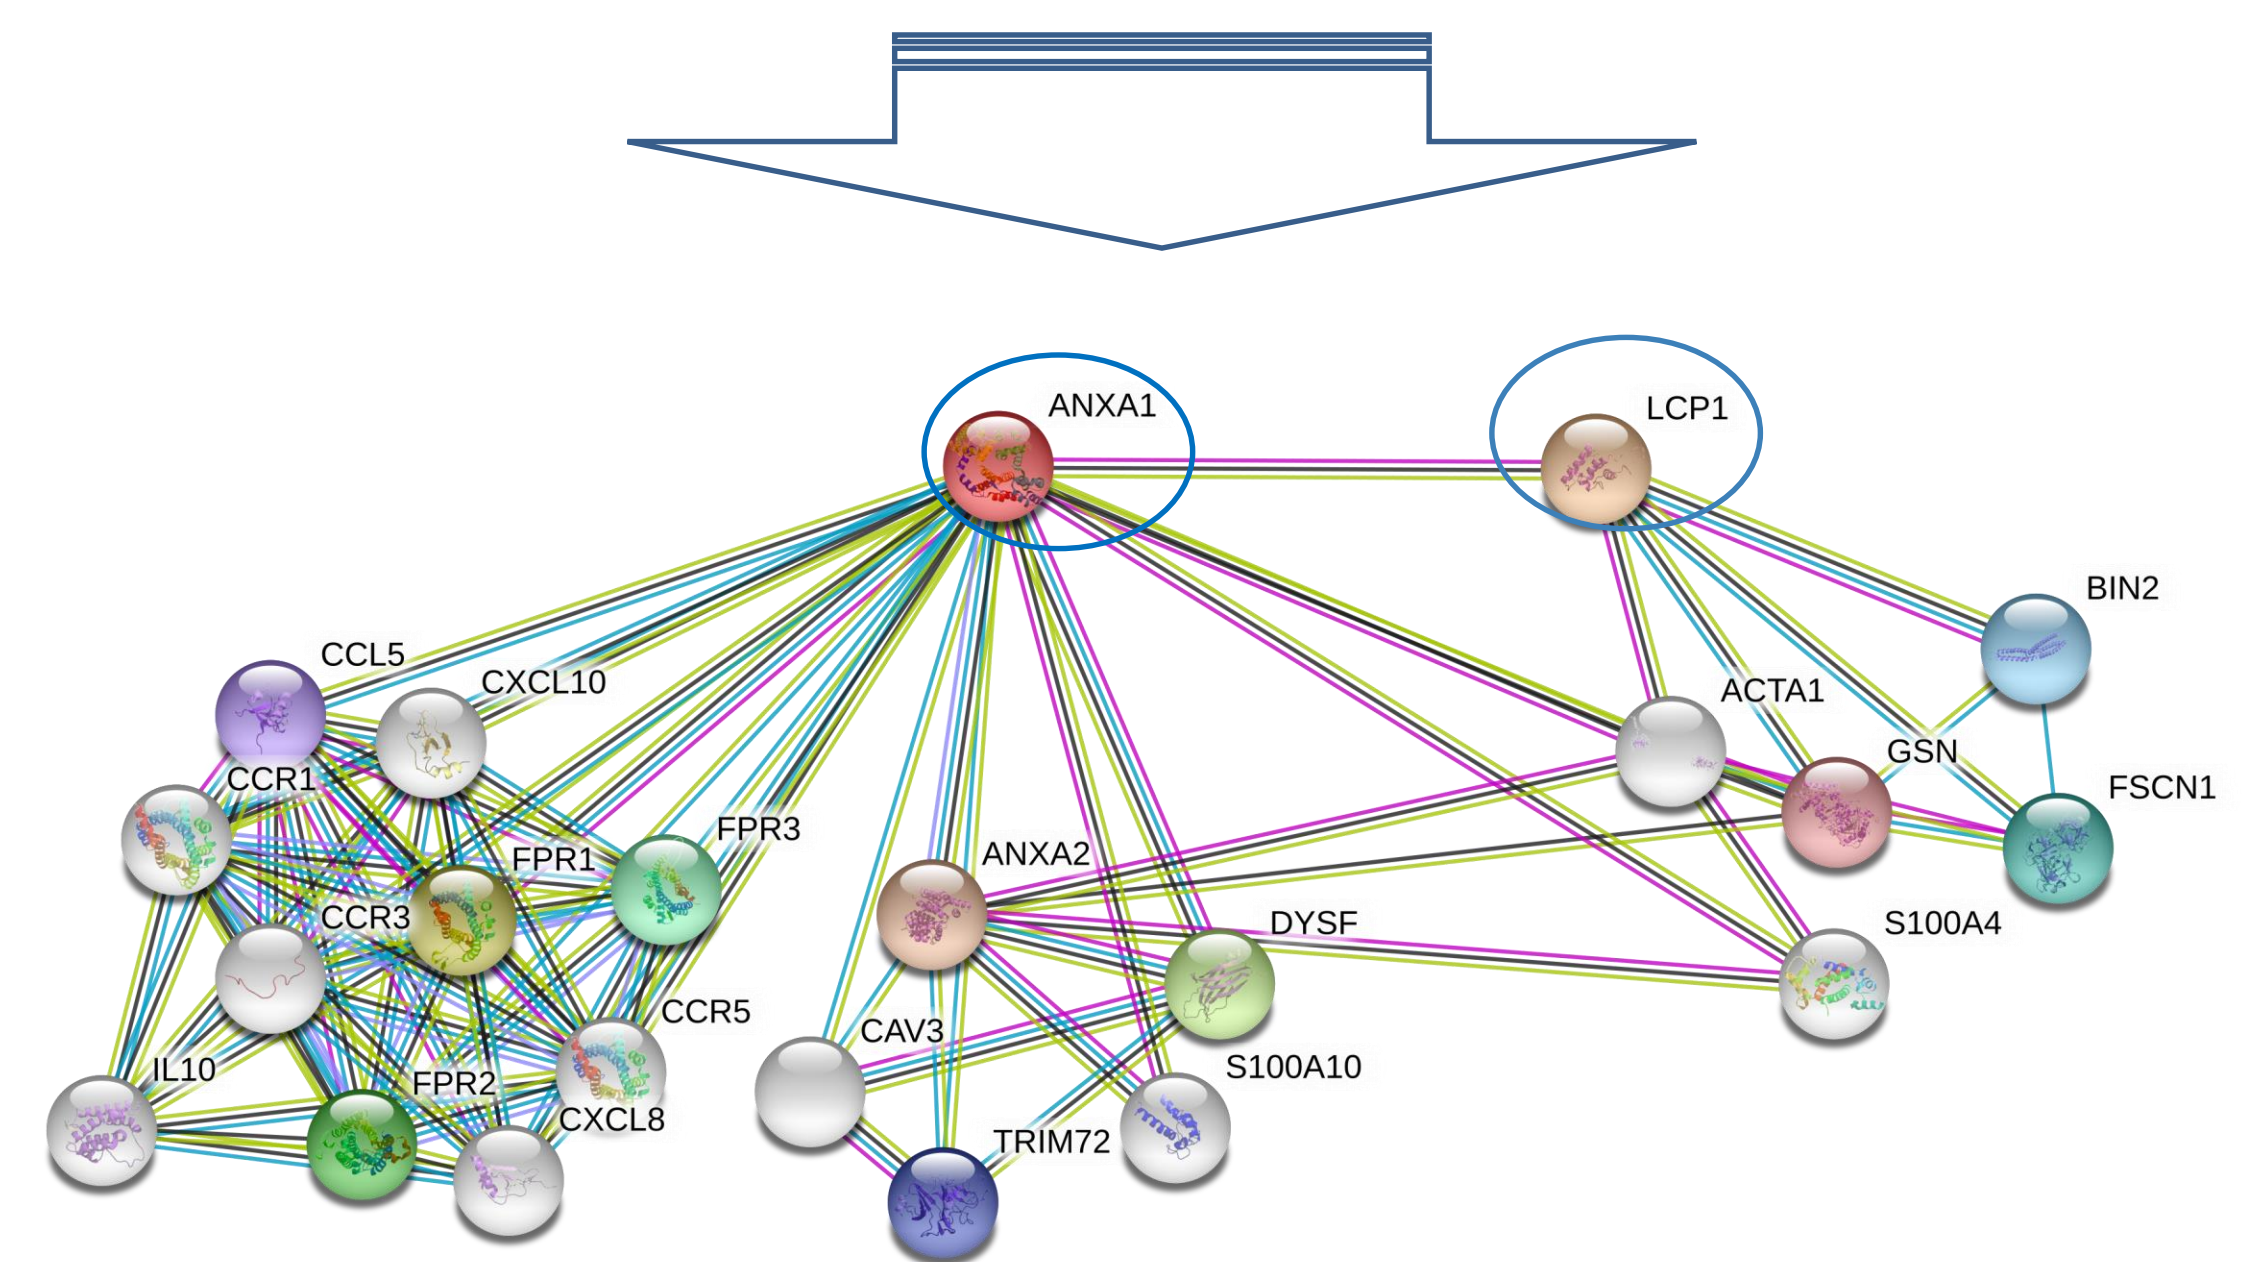 ANXA1
LCP1
BIN2
CCL5
CXCL10
ACTA1
GSN
CCR1
FSCN1
FPR3
FPR1
ANXA2
CCR3
DYSF
S100A4
CCR5
CAV3
IL10
S100A10
FPR2
CXCL8
TRIM72